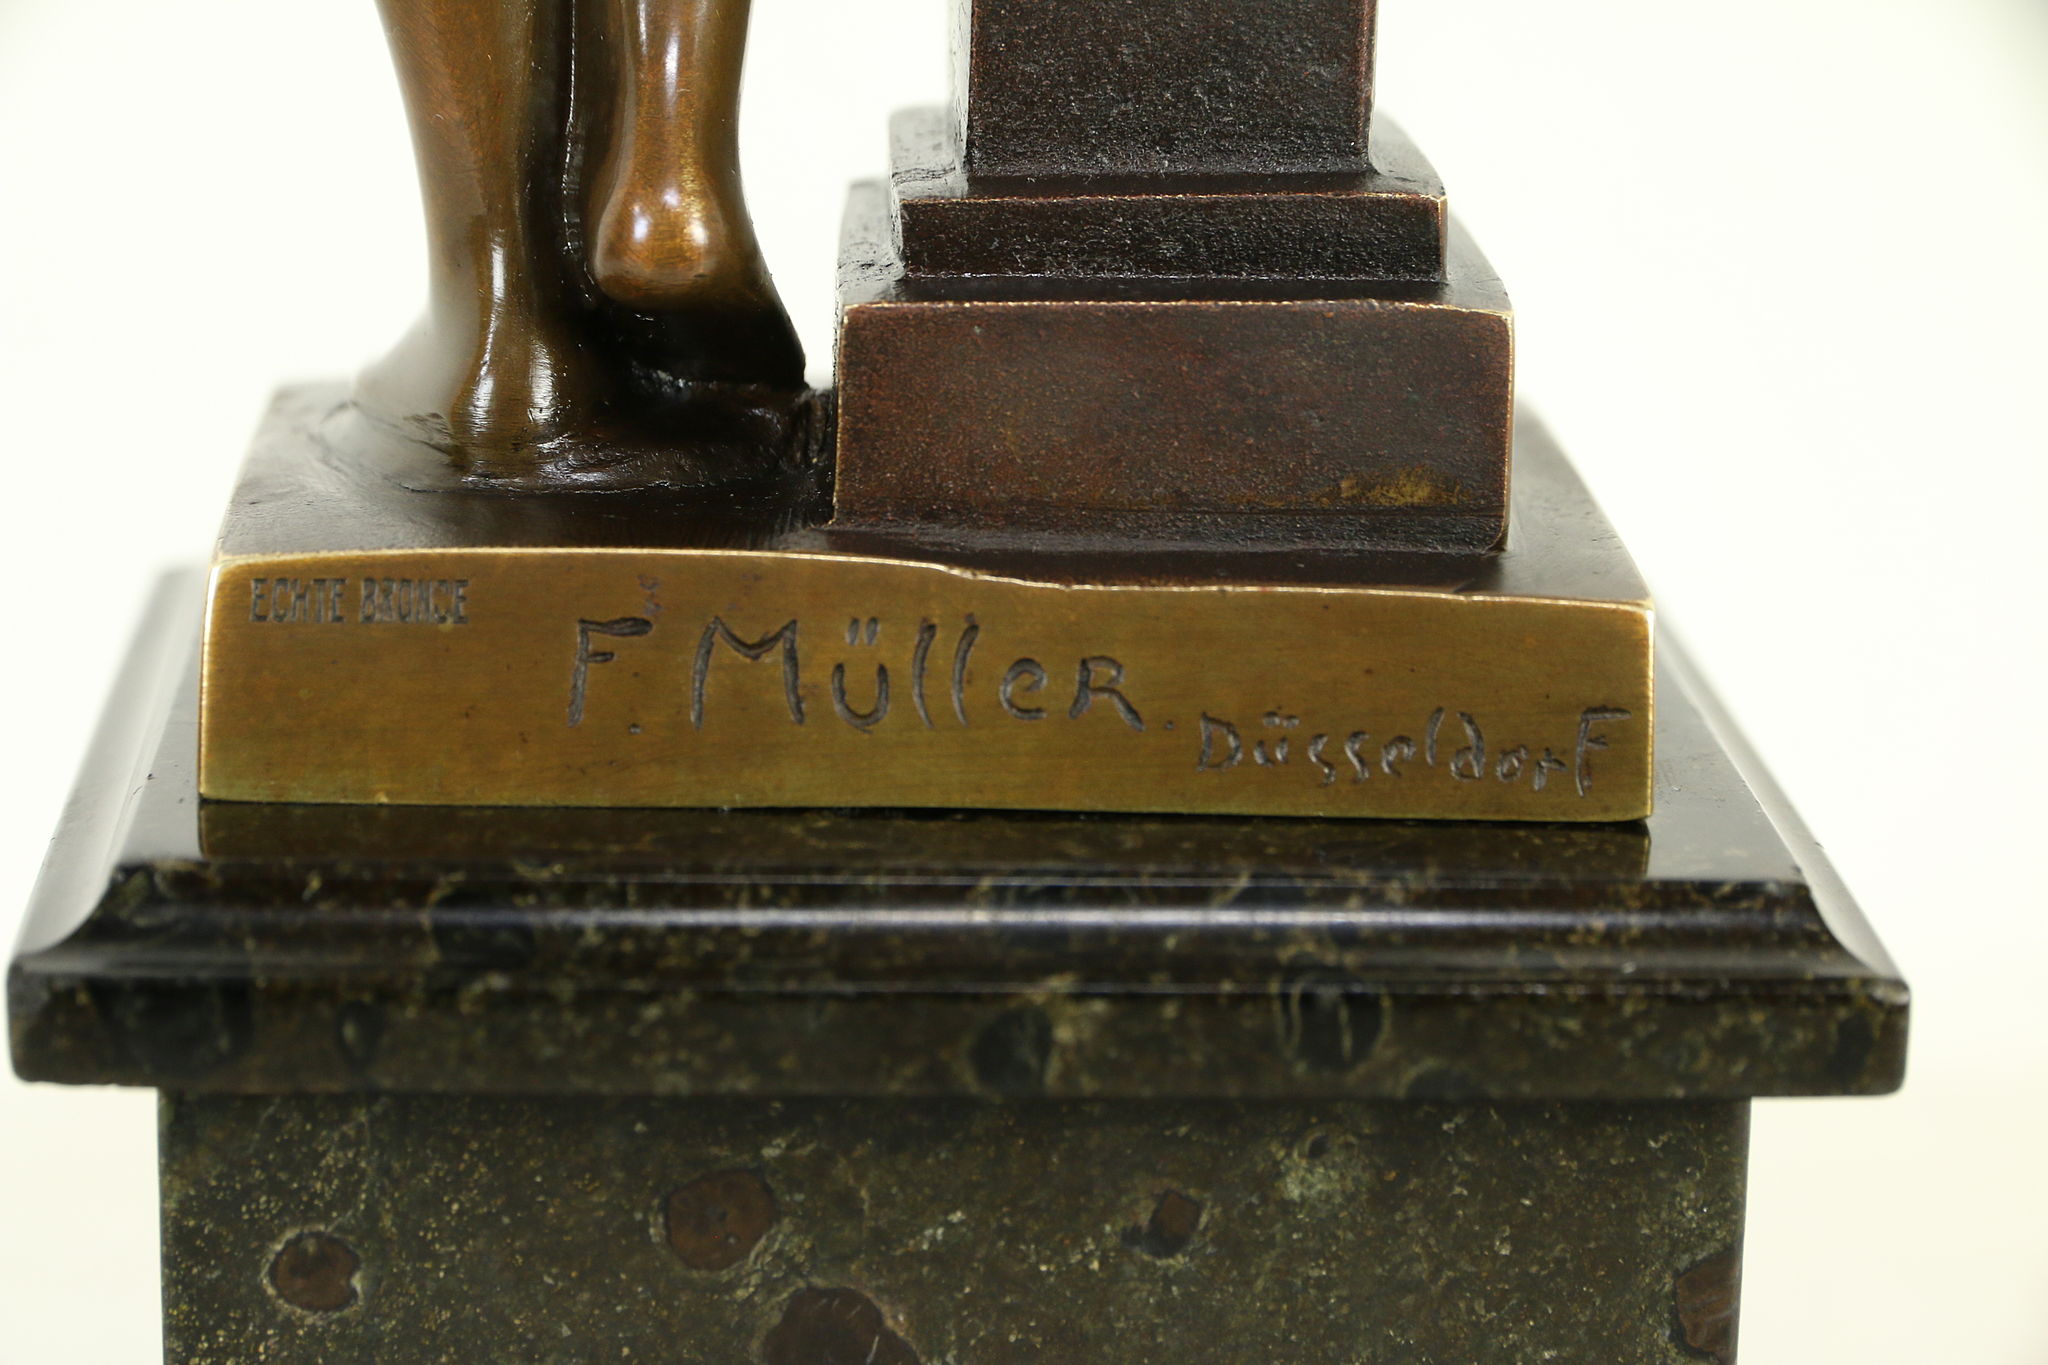 ECHTE BRONCE
F. MülleR.
DüsseldorF